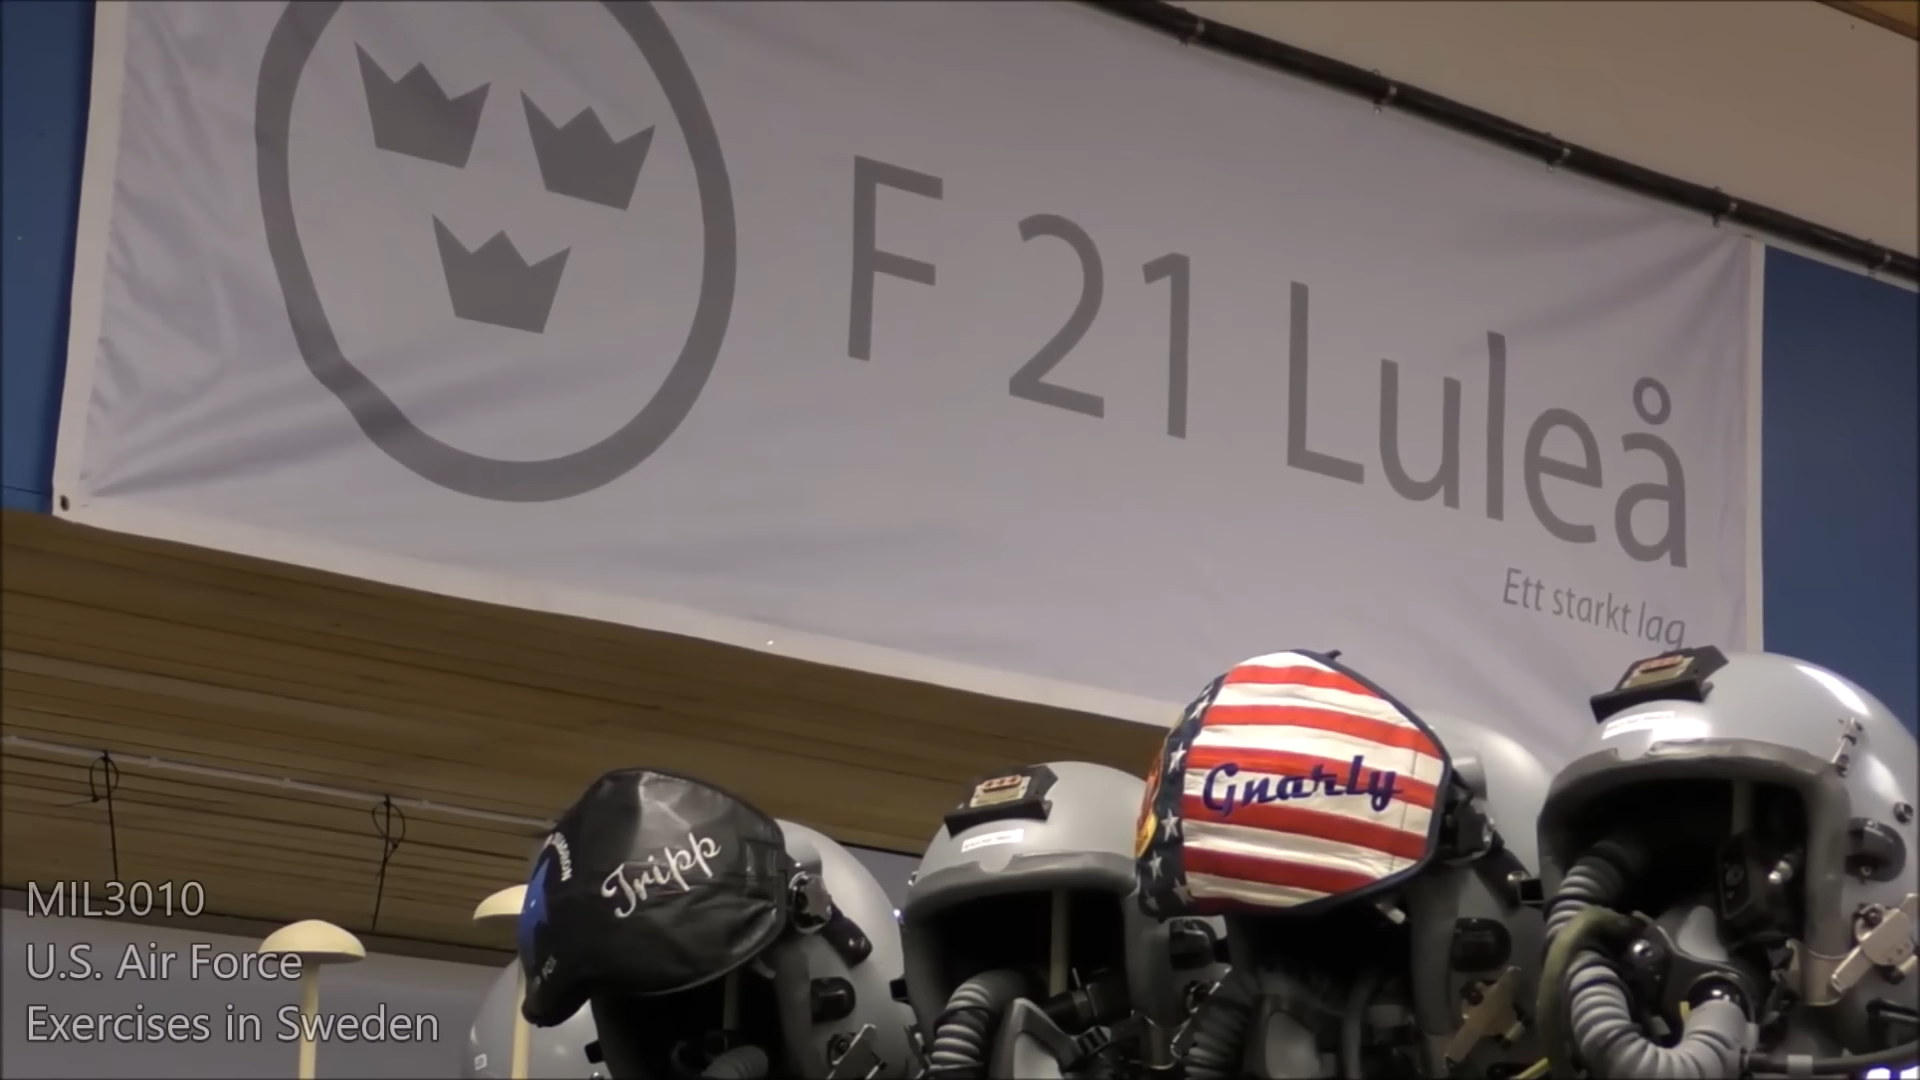 F 21 Luleå
Ett starkt lag
Tripp
Gnarly
MIL3010
U.S. Air Force
Exercises in Sweden